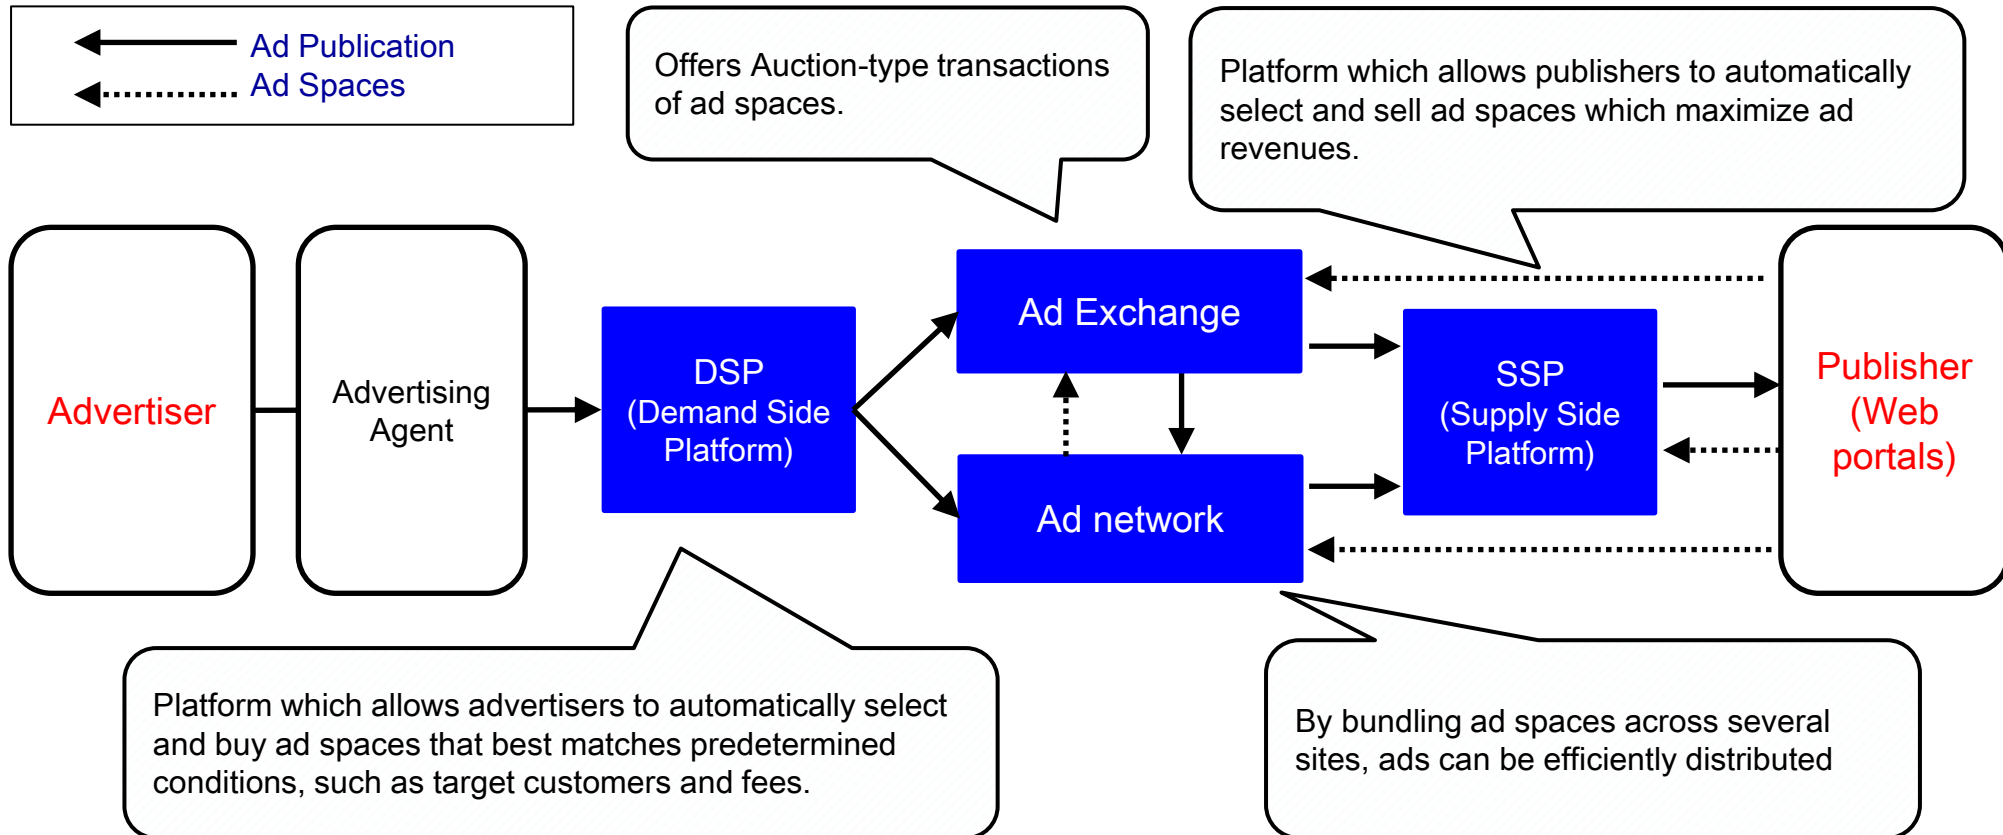 Ad Publication
Ad Spaces
Offers Auction-type transactions
of ad spaces.
Platform which allows publishers to automatically
select and sell ad spaces which maximize ad
revenues.
Advertiser
Advertising
Agent
DSP
(Demand Side
Platform)
Ad Exchange
Ad network
SSP
(Supply Side
Platform)
Publisher
(Web
portals)
Platform which allows advertisers to automatically select
and buy ad spaces that best matches predetermined
conditions, such as target customers and fees.
By bundling ad spaces across several
sites, ads can be efficiently distributed